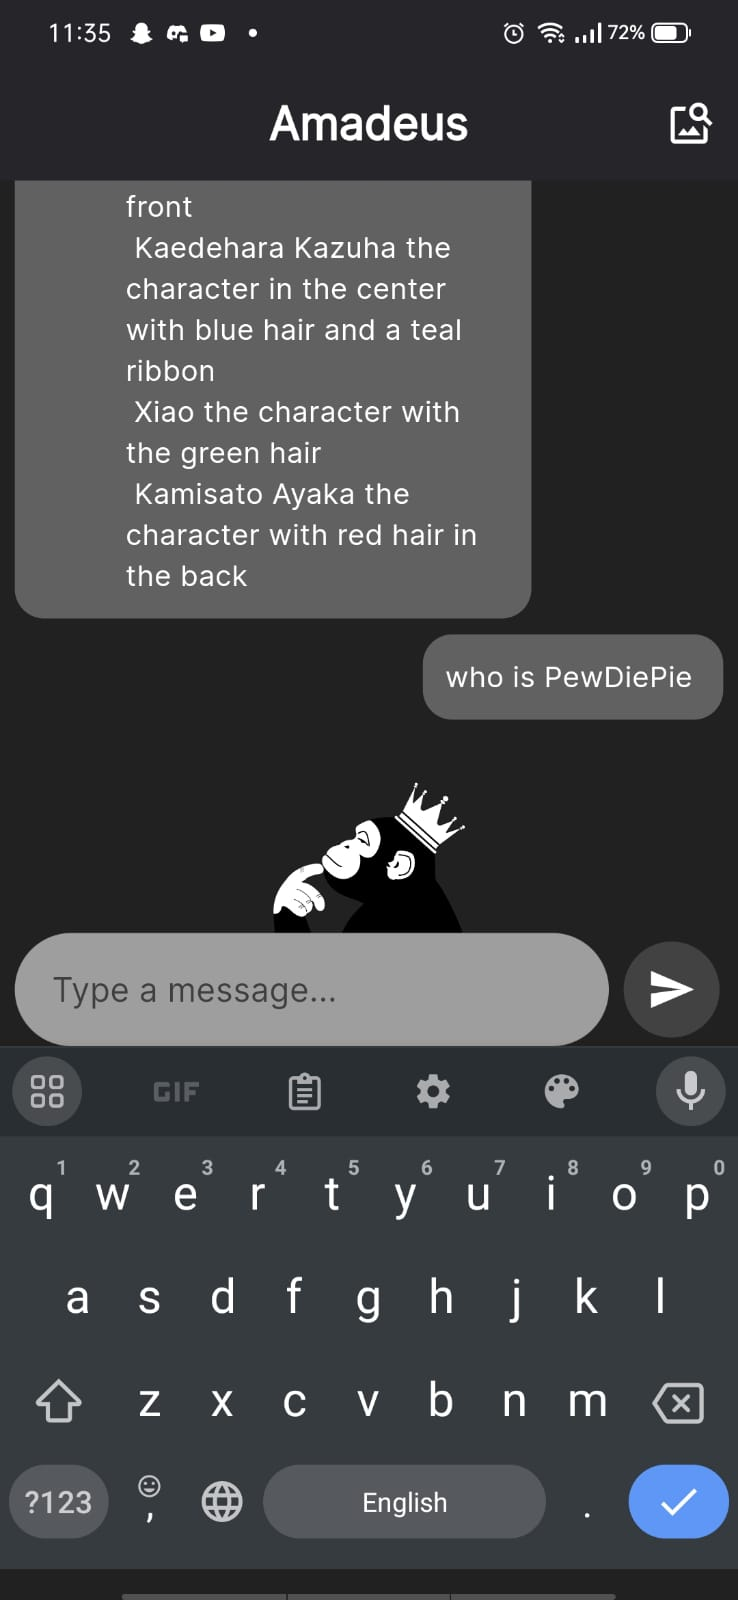 11:35
72%
Amadeus
front
Kaedehara Kazuha the
character in the center
with blue hair and a teal
ribbon
Xiao the character with
the green hair
Kamisato Ayaka the
character with red hair in
the back
who is PewDiePie
Type a message...
GIF
1 2 3 4 5 6 7 8 9 0
q w e r t y u i o p
a s d f g h j k l
z x c v b n m
?123 , English .